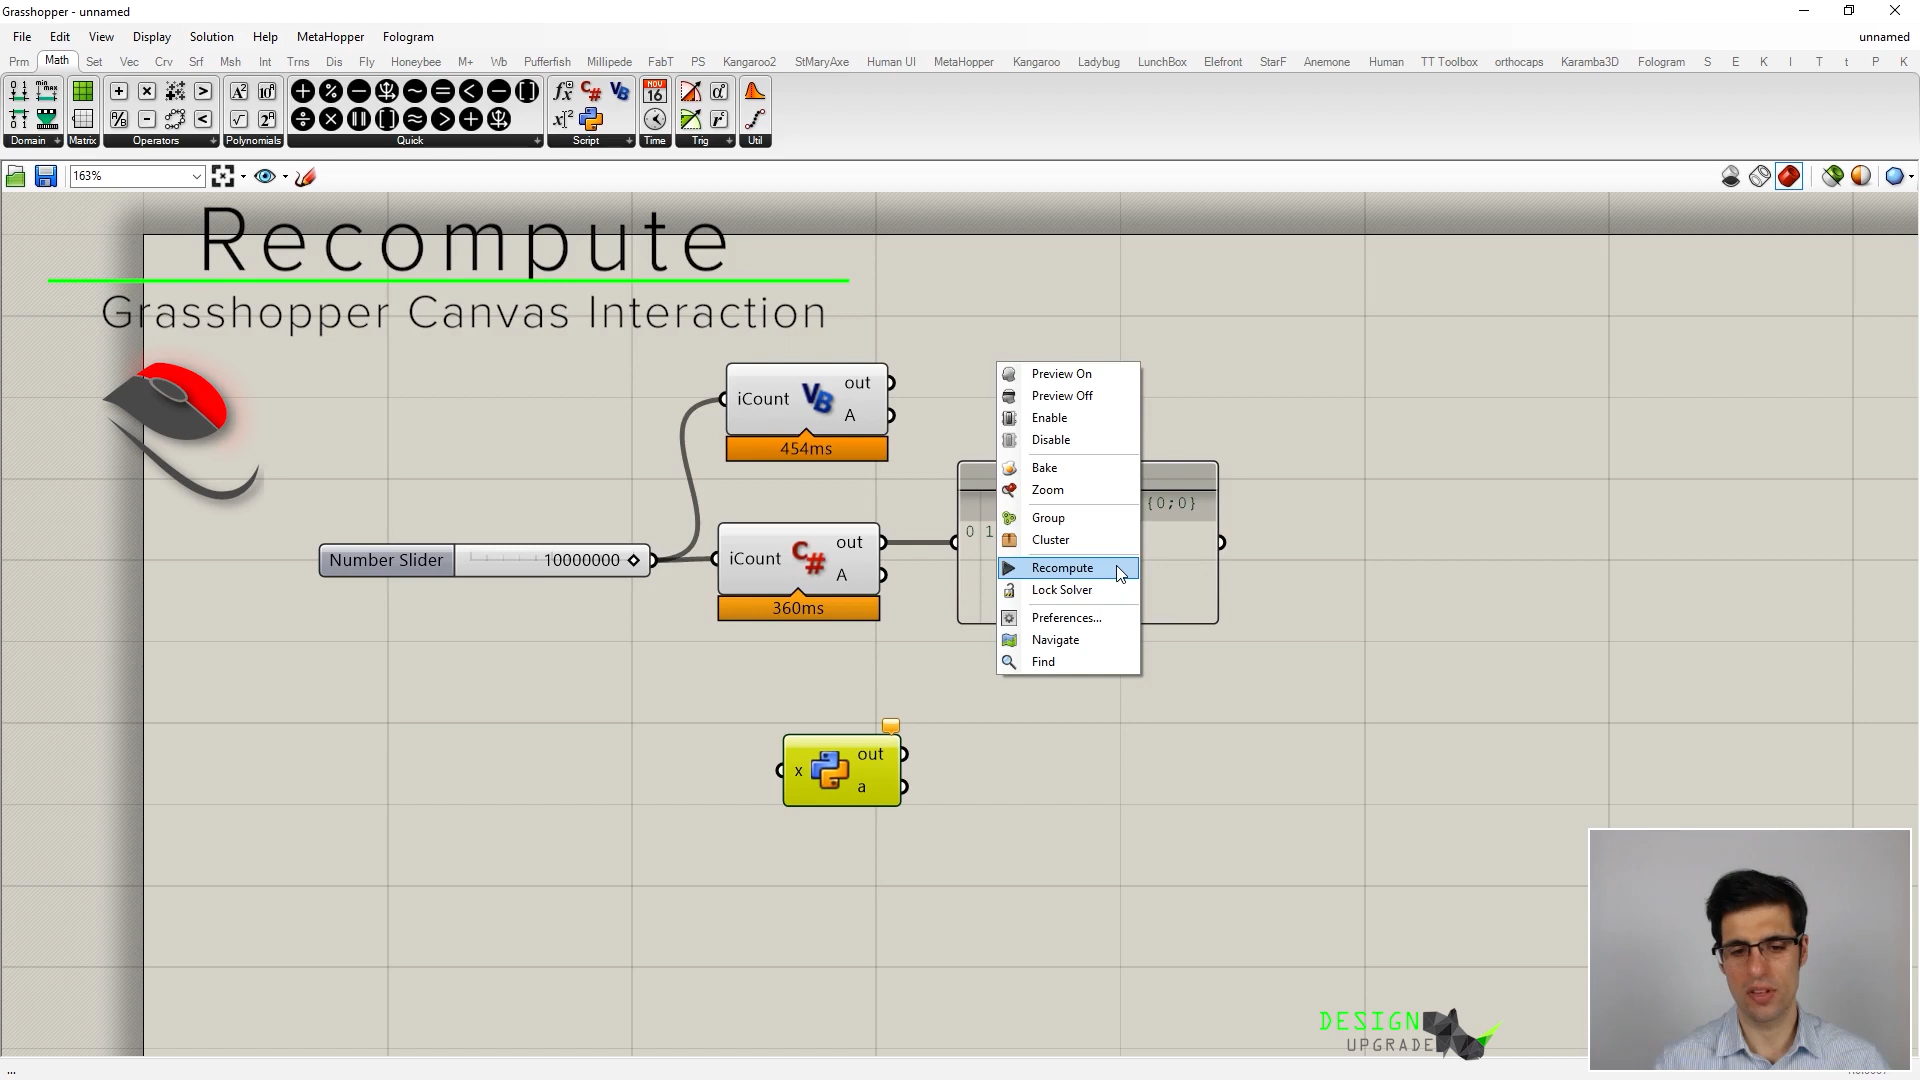 Grasshopper - unnamed
File Edit View Display Solution Help MetaHopper Fologram unnamed
Prm Math Set Vec Crv Srf Msh Int Trns Dis Fly Honeybee M+ Wb Pufferfish Millipede FabT PS Kangaroo2 StMaryAxe Human UI MetaHopper Kangaroo Ladybug LunchBox Elefront StarF Anemone Human TT Toolbox orthocaps Karamba3D Fologram S E K I T t P K
Domain Matrix Operators Polynomials Quick Script Time Trig Util
163%
Recompute
Grasshopper Canvas Interaction
iCount VB out
A
454ms
Number Slider 10000000
iCount C# out
A
360ms
{0;0}
0 1
Preview On
Preview Off
Enable
Disable
Bake
Zoom
Group
Cluster
Recompute
Lock Solver
Preferences...
Navigate
Find
x out
a
DESIGN
UPGRADE
...